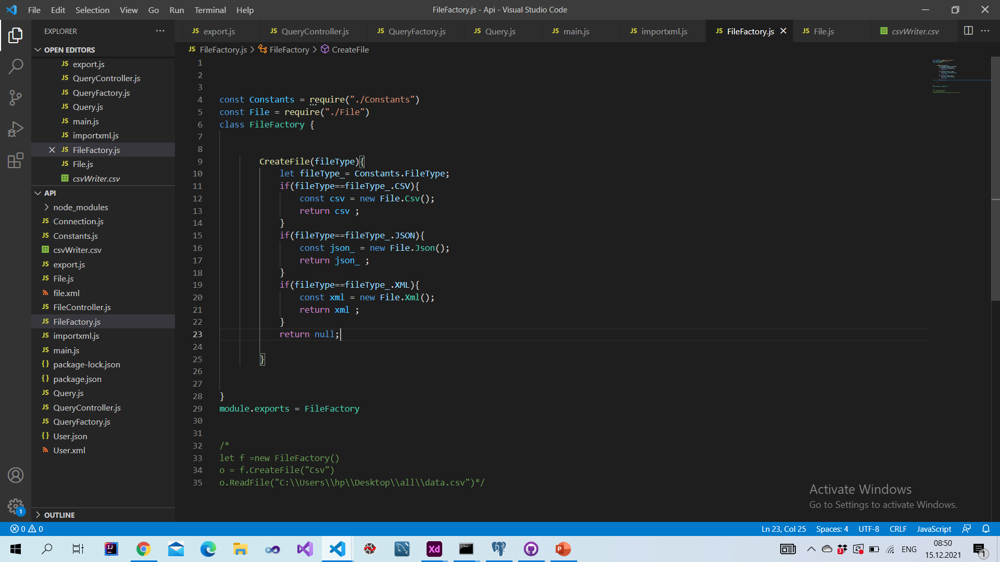 File Edit Selection View Go Run Terminal Help
FileFactory.js - Api - Visual Studio Code
EXPLORER
OPEN EDITORS
JS export.js
JS QueryController.js
JS QueryFactory.js
JS Query.js
JS main.js
JS importxml.js
JS FileFactory.js
JS File.js
csvWriter.csv
API
node_modules
JS Connection.js
JS Constants.js
csvWriter.csv
JS export.js
JS File.js
file.xml
JS FileController.js
JS FileFactory.js
JS importxml.js
JS main.js
{} package-lock.json
{} package.json
JS Query.js
JS QueryController.js
JS QueryFactory.js
{} User.json
User.xml
OUTLINE
JS export.js JS QueryController.js JS QueryFactory.js JS Query.js JS main.js JS importxml.js JS FileFactory.js JS File.js csvWriter.csv
JS FileFactory.js > FileFactory > CreateFile
1
2
3
4 const Constants = require("./Constants")
5 const File = require("./File")
6 class FileFactory {
7
8
9 CreateFile(fileType){
10 let fileType_= Constants.FileType;
11 if(fileType==fileType_.CSV){
12 const csv = new File.Csv();
13 return csv ;
14 }
15 if(fileType==fileType_.JSON){
16 const json_ = new File.Json();
17 return json_ ;
18 }
19 if(fileType==fileType_.XML){
20 const xml = new File.Xml();
21 return xml ;
22 }
23 return null;
24
25 }
26
27
28 }
29 module.exports = FileFactory
30
31
32 /*
33 let f =new FileFactory()
34 o = f.CreateFile("Csv")
35 o.ReadFile("C:\\Users\\hp\\Desktop\\all\\data.csv")*/
Activate Windows
Go to Settings to activate Windows.
1
0 0
Ln 23, Col 25 Spaces: 4 UTF-8 CRLF JavaScript
IJ
Xd
P
3
ENG
08:50
15.12.2021
1